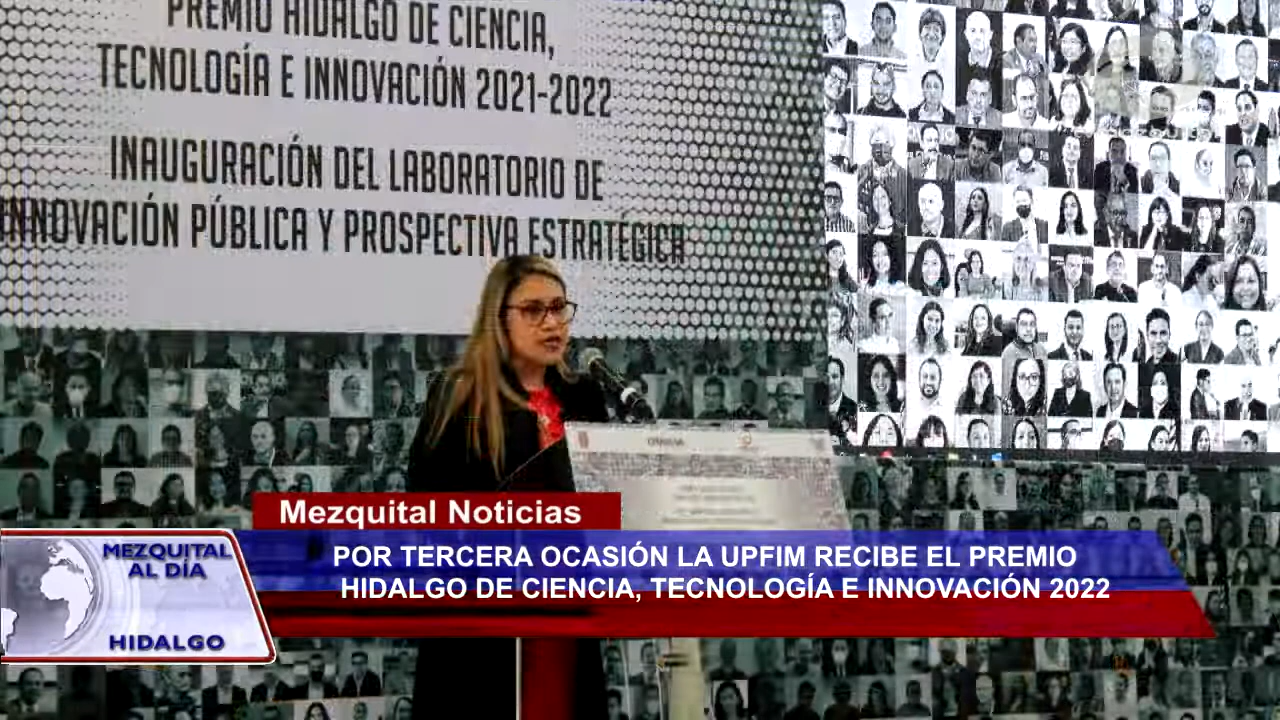 PREMIO HIDALGO DE CIENCIA,
TECNOLOGÍA E INNOVACIÓN 2021-2022
INAUGURACIÓN DEL LABORATORIO DE
INNOVACIÓN PÚBLICA Y PROSPECTIVA ESTRATÉGICA
Mezquital Noticias
MEZQUITAL
AL DÍA
HIDALGO
POR TERCERA OCASIÓN LA UPFIM RECIBE EL PREMIO
HIDALGO DE CIENCIA, TECNOLOGÍA E INNOVACIÓN 2022